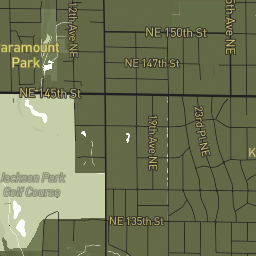 12th Ave NE
NE 150th St
Paramount
Park
NE 147th St
NE 145th St
19th Ave NE
23rd Pl NE
Jackson Park
Golf Course
NE 135th St